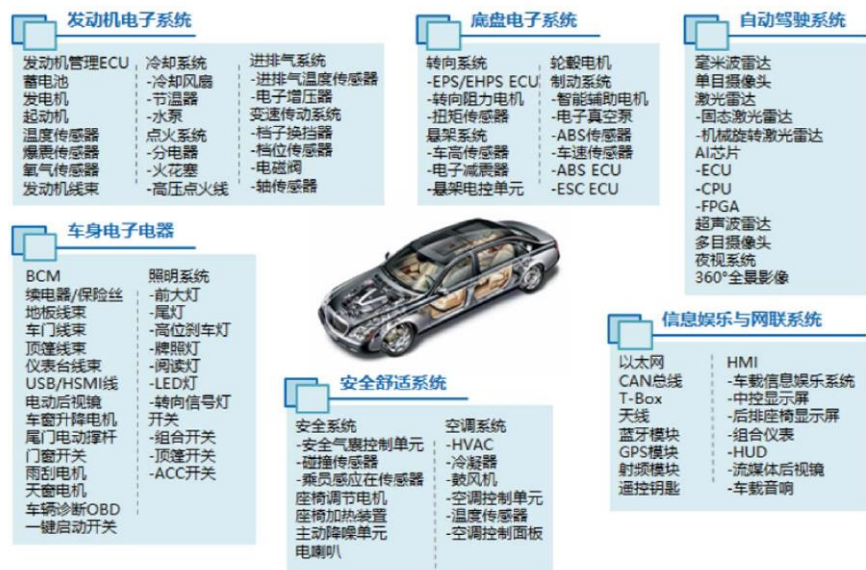 发动机电子系统
发动机管理ECU
蓄电池
发电机
起动机
温度传感器
爆震传感器
氧气传感器
发动机线束
冷却系统
-冷却风扇
-节温器
-水泵
点火系统
-分电器
-火花塞
-高压点火线
进排气系统
-进排气温度传感器
-电子增压器
变速传动系统
-档子换挡器
-档位传感器
-电磁阀
-轴传感器
底盘电子系统
转向系统
-EPS/EHPS ECU
-转向阻力电机
-扭矩传感器
悬架系统
-车高传感器
-电子减震器
-悬架电控单元
轮毂电机
制动系统
-智能辅助电机
-电子真空泵
-ABS传感器
-车速传感器
-ABS ECU
-ESC ECU
自动驾驶系统
毫米波雷达
单目摄像头
激光雷达
-固态激光雷达
-机械旋转激光雷达
AI芯片
-ECU
-CPU
-FPGA
超声波雷达
多目摄像头
夜视系统
360°全景影像
车身电子电器
BCM
续电器/保险丝
地板线束
车门线束
顶篷线束
仪表台线束
USB/HSMI线
电动后视镜
车窗升降电机
尾门电动撑杆
门窗开关
雨刮电机
天窗电机
车辆诊断OBD
一键启动开关
照明系统
-前大灯
-尾灯
-高位刹车灯
-牌照灯
-阅读灯
-LED灯
-转向信号灯
开关
-组合开关
-顶篷开关
-ACC开关
安全舒适系统
安全系统
-安全气囊控制单元
-碰撞传感器
-乘员感应在传感器
座椅调节电机
座椅加热装置
主动降噪单元
电喇叭
空调系统
-HVAC
-冷凝器
-鼓风机
-空调控制单元
-温度传感器
-空调控制面板
信息娱乐与网联系统
以太网
CAN总线
T-Box
天线
蓝牙模块
GPS模块
射频模块
遥控钥匙
HMI
-车载信息娱乐系统
-中控显示屏
-后排座椅显示屏
-组合仪表
-HUD
-流媒体后视镜
-车载音响